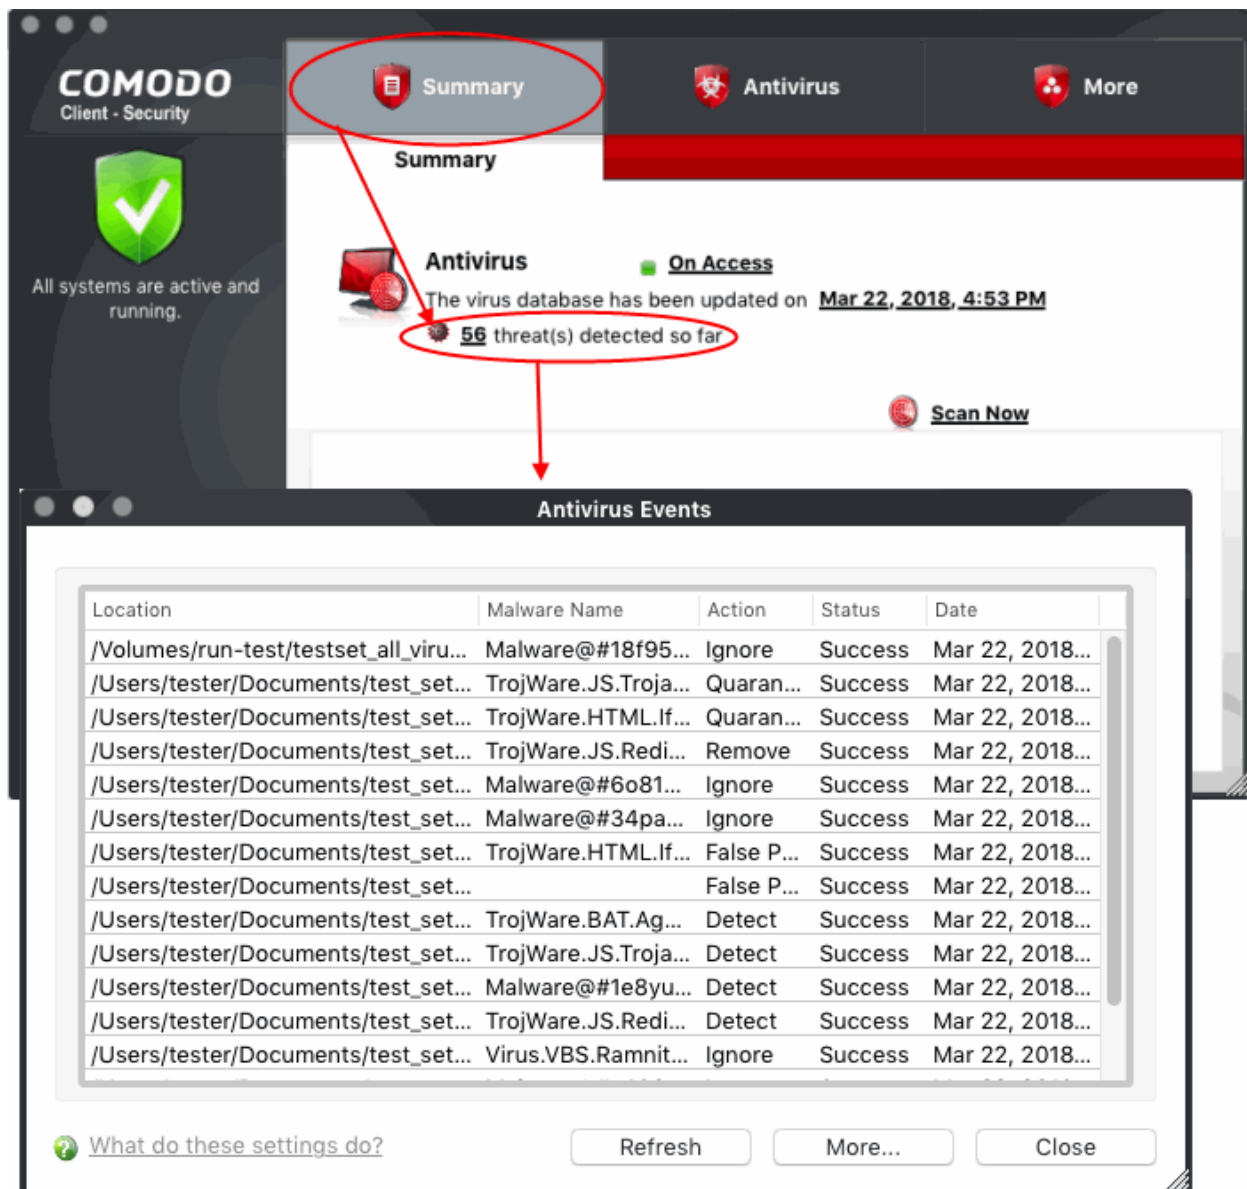 COMODO
Client - Security
Summary
Antivirus
More
Summary
All systems are active and
running.
Antivirus
On Access
The virus database has been updated on Mar 22, 2018, 4:53 PM
56 threat(s) detected so far
Scan Now
Antivirus Events
Location Malware Name Action Status Date
/Volumes/run-test/testset_all_viru... Malware@#18f95... Ignore Success Mar 22, 2018...
/Users/tester/Documents/test_set... TrojWare.JS.Troja... Quaran... Success Mar 22, 2018...
/Users/tester/Documents/test_set... TrojWare.HTML.If... Quaran... Success Mar 22, 2018...
/Users/tester/Documents/test_set... TrojWare.JS.Redi... Remove Success Mar 22, 2018...
/Users/tester/Documents/test_set... Malware@#6o81... Ignore Success Mar 22, 2018...
/Users/tester/Documents/test_set... Malware@#34pa... Ignore Success Mar 22, 2018...
/Users/tester/Documents/test_set... TrojWare.HTML.If... False P... Success Mar 22, 2018...
/Users/tester/Documents/test_set... False P... Success Mar 22, 2018...
/Users/tester/Documents/test_set... TrojWare.BAT.Ag... Detect Success Mar 22, 2018...
/Users/tester/Documents/test_set... TrojWare.JS.Troja... Detect Success Mar 22, 2018...
/Users/tester/Documents/test_set... Malware@#1e8yu... Detect Success Mar 22, 2018...
/Users/tester/Documents/test_set... TrojWare.JS.Redi... Detect Success Mar 22, 2018...
/Users/tester/Documents/test_set... Virus.VBS.Ramnit... Ignore Success Mar 22, 2018...
What do these settings do?
Refresh
More...
Close